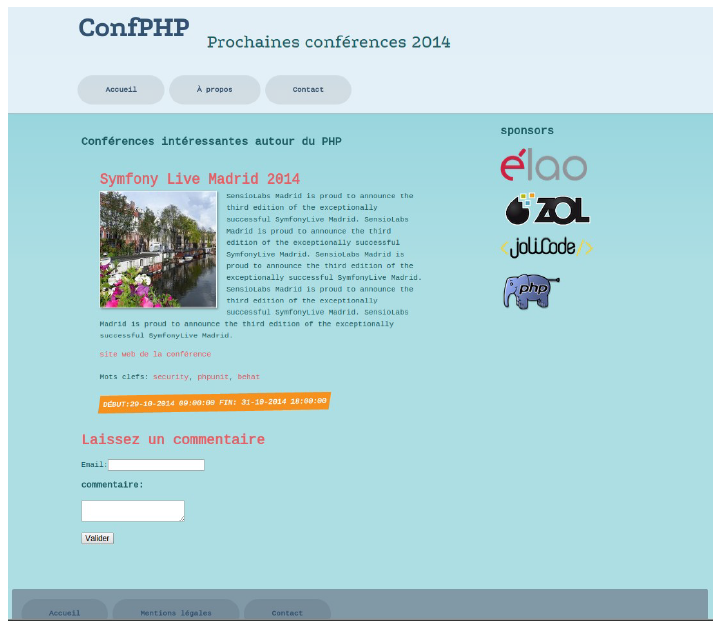 ConfPHP
Prochaines conférences 2014
Accueil
À propos
Contact
Conférences intéressantes autour du PHP
Symfony Live Madrid 2014
SensioLabs Madrid is proud to announce the
third edition of the exceptionally
successful SymfonyLive Madrid. SensioLabs
Madrid is proud to announce the third
edition of the exceptionally successful
SymfonyLive Madrid. SensioLabs Madrid is
proud to announce the third edition of the
exceptionally successful SymfonyLive Madrid.
SensioLabs Madrid is proud to announce the
third edition of the exceptionally
successful SymfonyLive Madrid. SensioLabs
Madrid is proud to announce the third edition of the exceptionally
successful SymfonyLive Madrid.
site web de la conférence
Mots clefs: security, phpunit, behat
DÉBUT:29-10-2014 09:00:00 FIN: 31-10-2014 18:00:00
Laissez un commentaire
Email:
commentaire:
Valider
sponsors
élao
ZOL
<joliCode/>
php
Accueil
Mentions légales
Contact